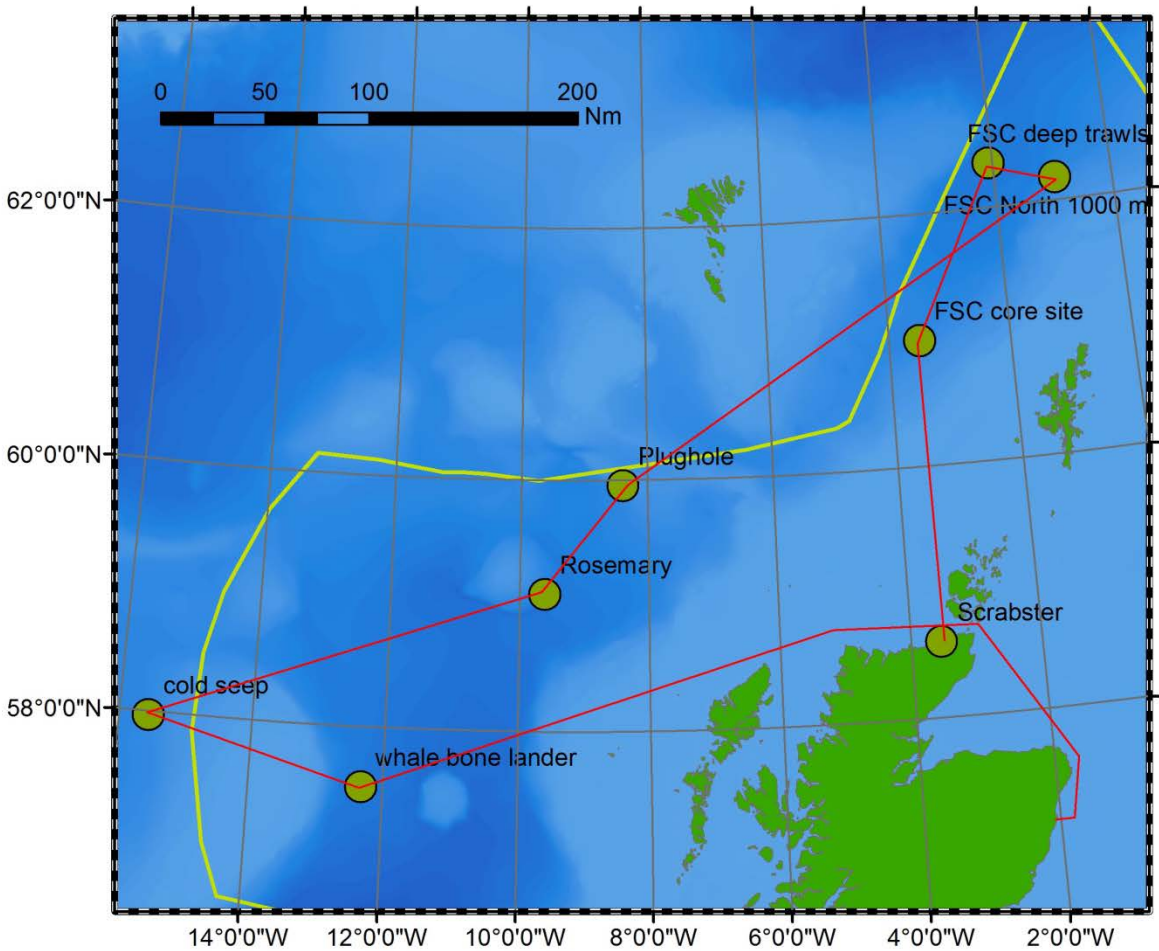 0 50 100 200
Nm
FSC deep trawls
62°0'0"N
FSC North 1000 m
FSC core site
60°0'0"N
Plughole
Rosemary
Scrabster
cold seep
58°0'0"N
whale bone lander
14°0'0"W 12°0'0"W 10°0'0"W 8°0'0"W 6°0'0"W 4°0'0"W 2°0'0"W